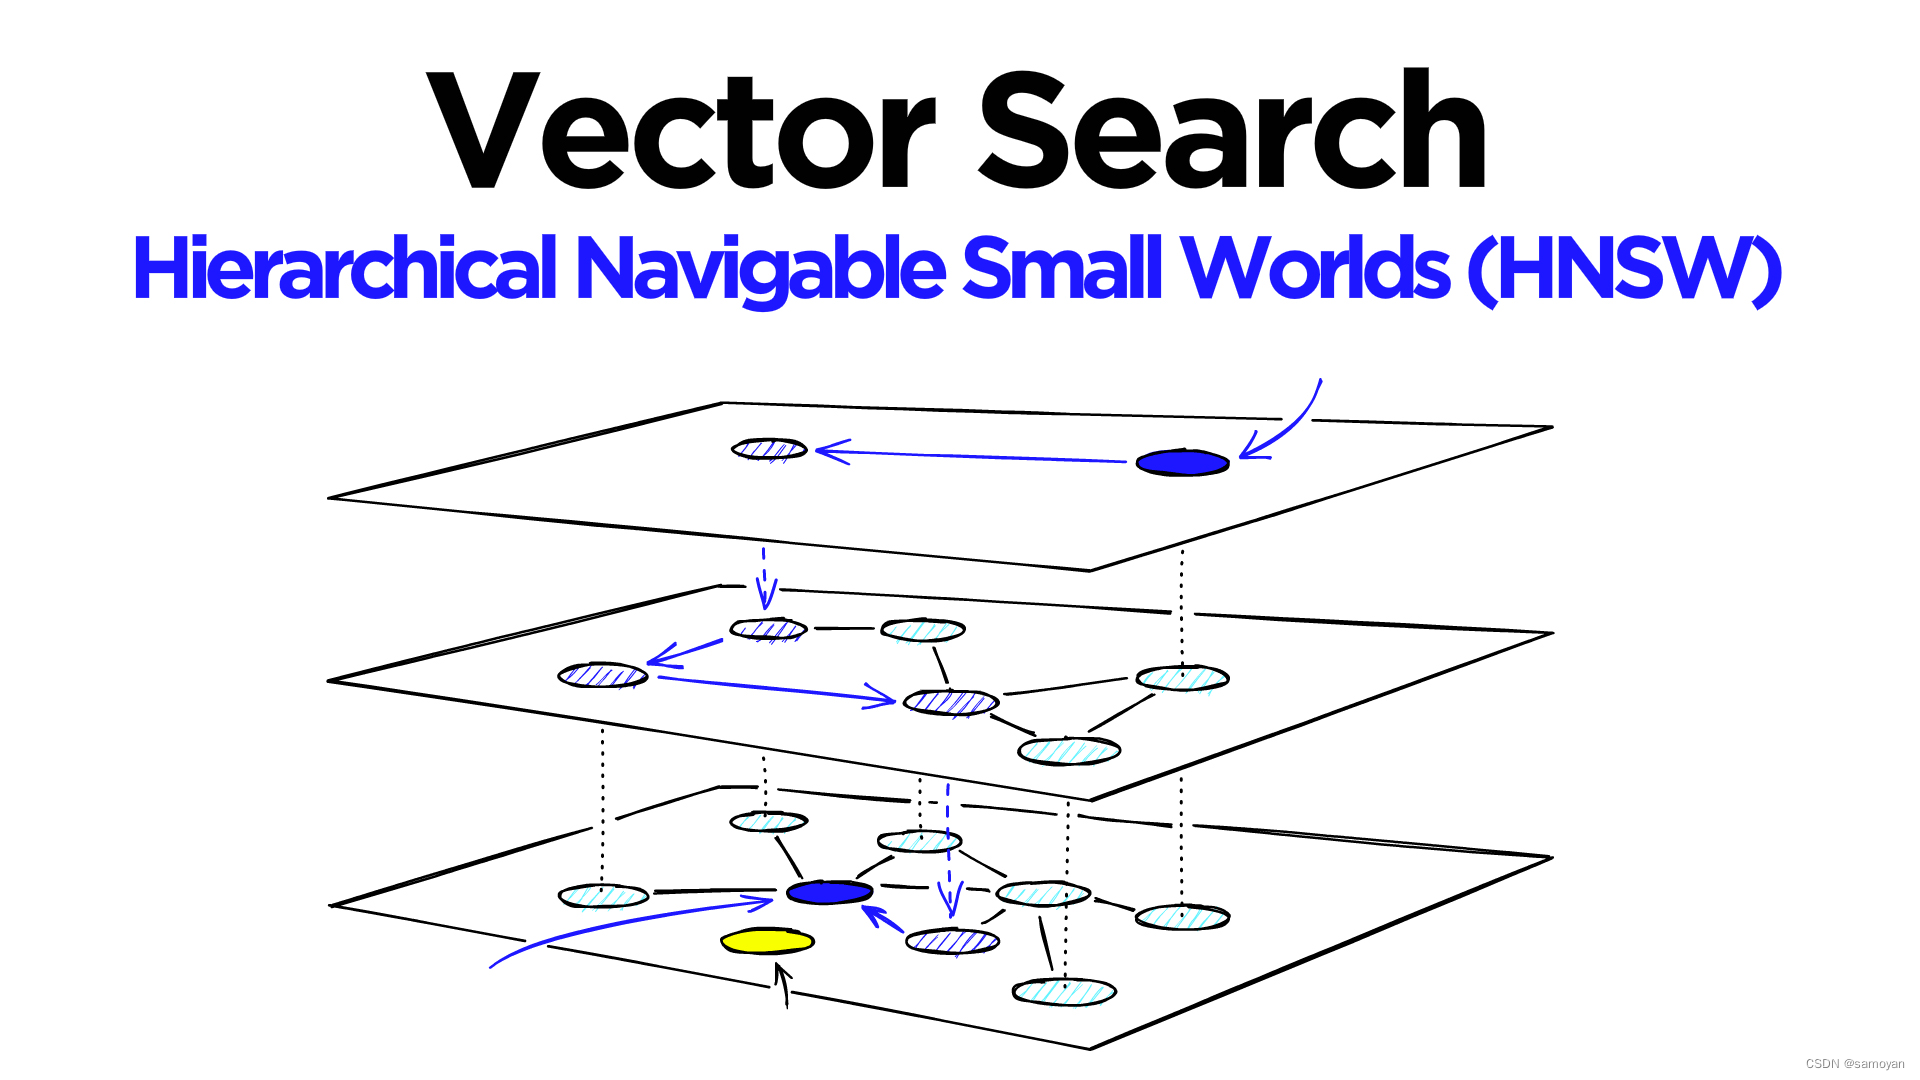 Vector Search
Hierarchical Navigable Small Worlds (HNSW)
CSDN @samoyan